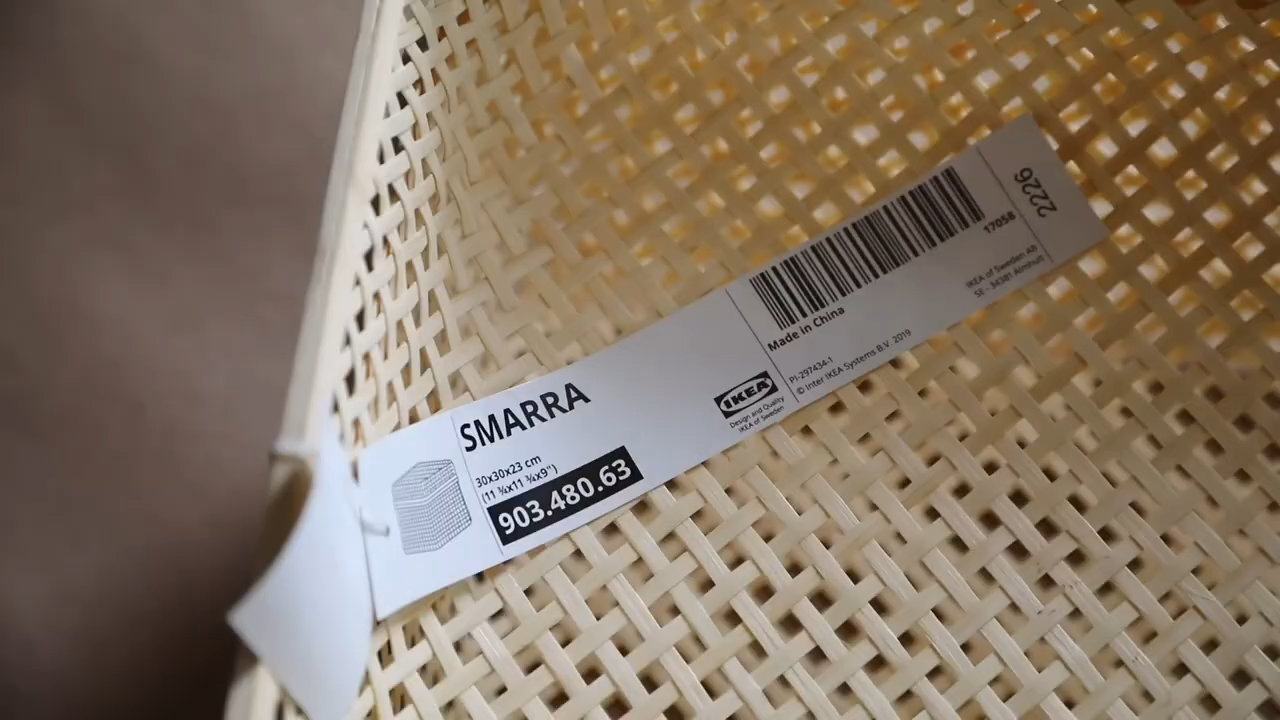 SMARRA
30x30x23 cm
(11 ¾x11 ¾x9")
903.480.63
IKEA
Design and Quality
IKEA of Sweden
Made in China
PI-297434-1
© Inter IKEA Systems B.V. 2019
17058
IKEA of Sweden AB
SE - 34381 Älmhult
2226